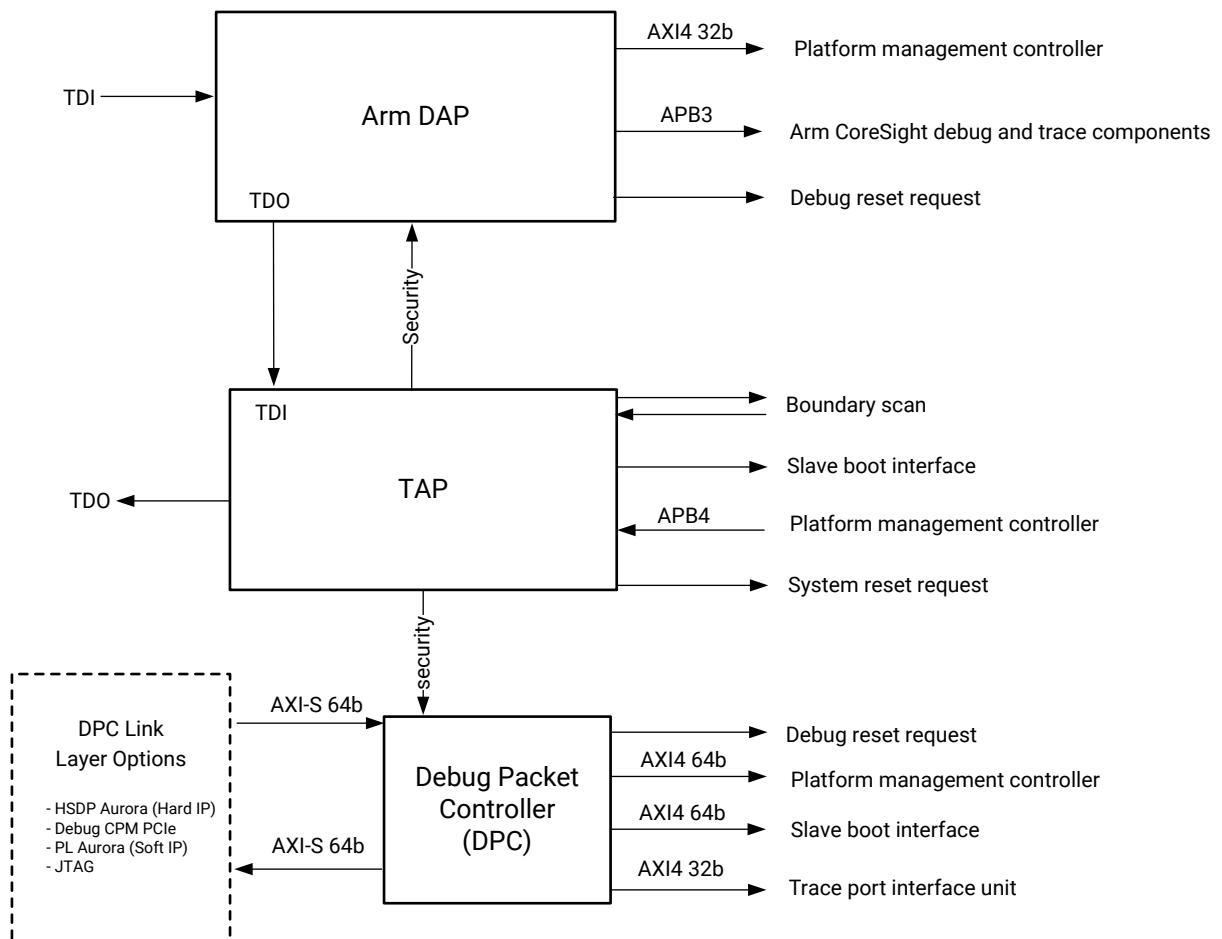 AXI4 32b
Platform management controller
TDI
Arm DAP
APB3
Arm CoreSight debug and trace components
TDO
Debug reset request
Security
TDI
Boundary scan
Slave boot interface
TAP
TDO
APB4
Platform management controller
System reset request
security
DPC Link
Layer Options
- HSDP Aurora (Hard IP)
- Debug CPM PCIe
- PL Aurora (Soft IP)
- JTAG
AXI-S 64b
AXI-S 64b
Debug Packet
Controller
(DPC)
Debug reset request
AXI4 64b
Platform management controller
AXI4 64b
Slave boot interface
AXI4 32b
Trace port interface unit